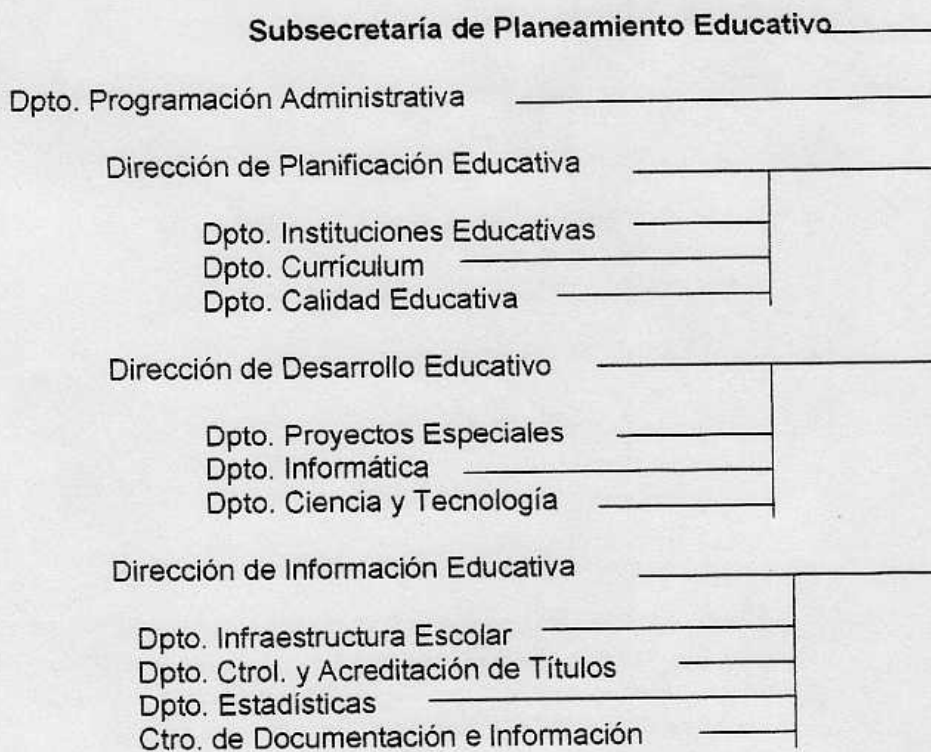 Subsecretaría de Planeamiento Educativo
Dpto. Programación Administrativa
Dirección de Planificación Educativa
Dpto. Instituciones Educativas
Dpto. Currículum
Dpto. Calidad Educativa
Dirección de Desarrollo Educativo
Dpto. Proyectos Especiales
Dpto. Informática
Dpto. Ciencia y Tecnología
Dirección de Información Educativa
Dpto. Infraestructura Escolar
Dpto. Ctrol. y Acreditación de Títulos
Dpto. Estadísticas
Ctro. de Documentación e Información